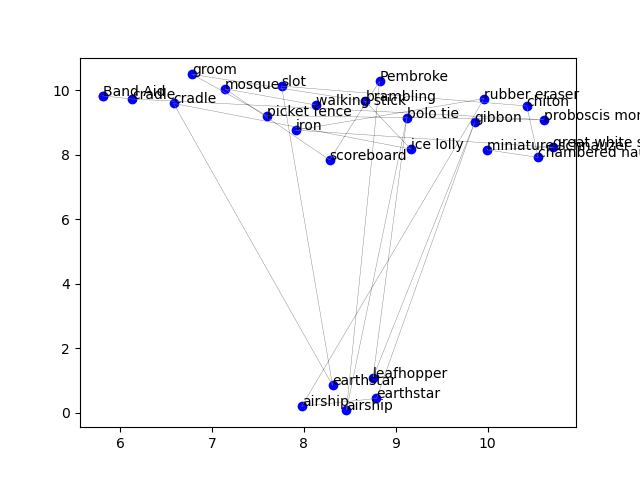 groom
Pembroke
slot
mosque
Band Aid
cradle
cradle
brambling
walking stick
rubber eraser
chiton
picket fence
bolo tie
gibbon
proboscis mon
iron
scoreboard
ice lolly
miniature schnauzer
great white s
chambered nau
leafhopper
earthstar
earthstar
airship
airship
10
8
6
4
2
0
6 7 8 9 10